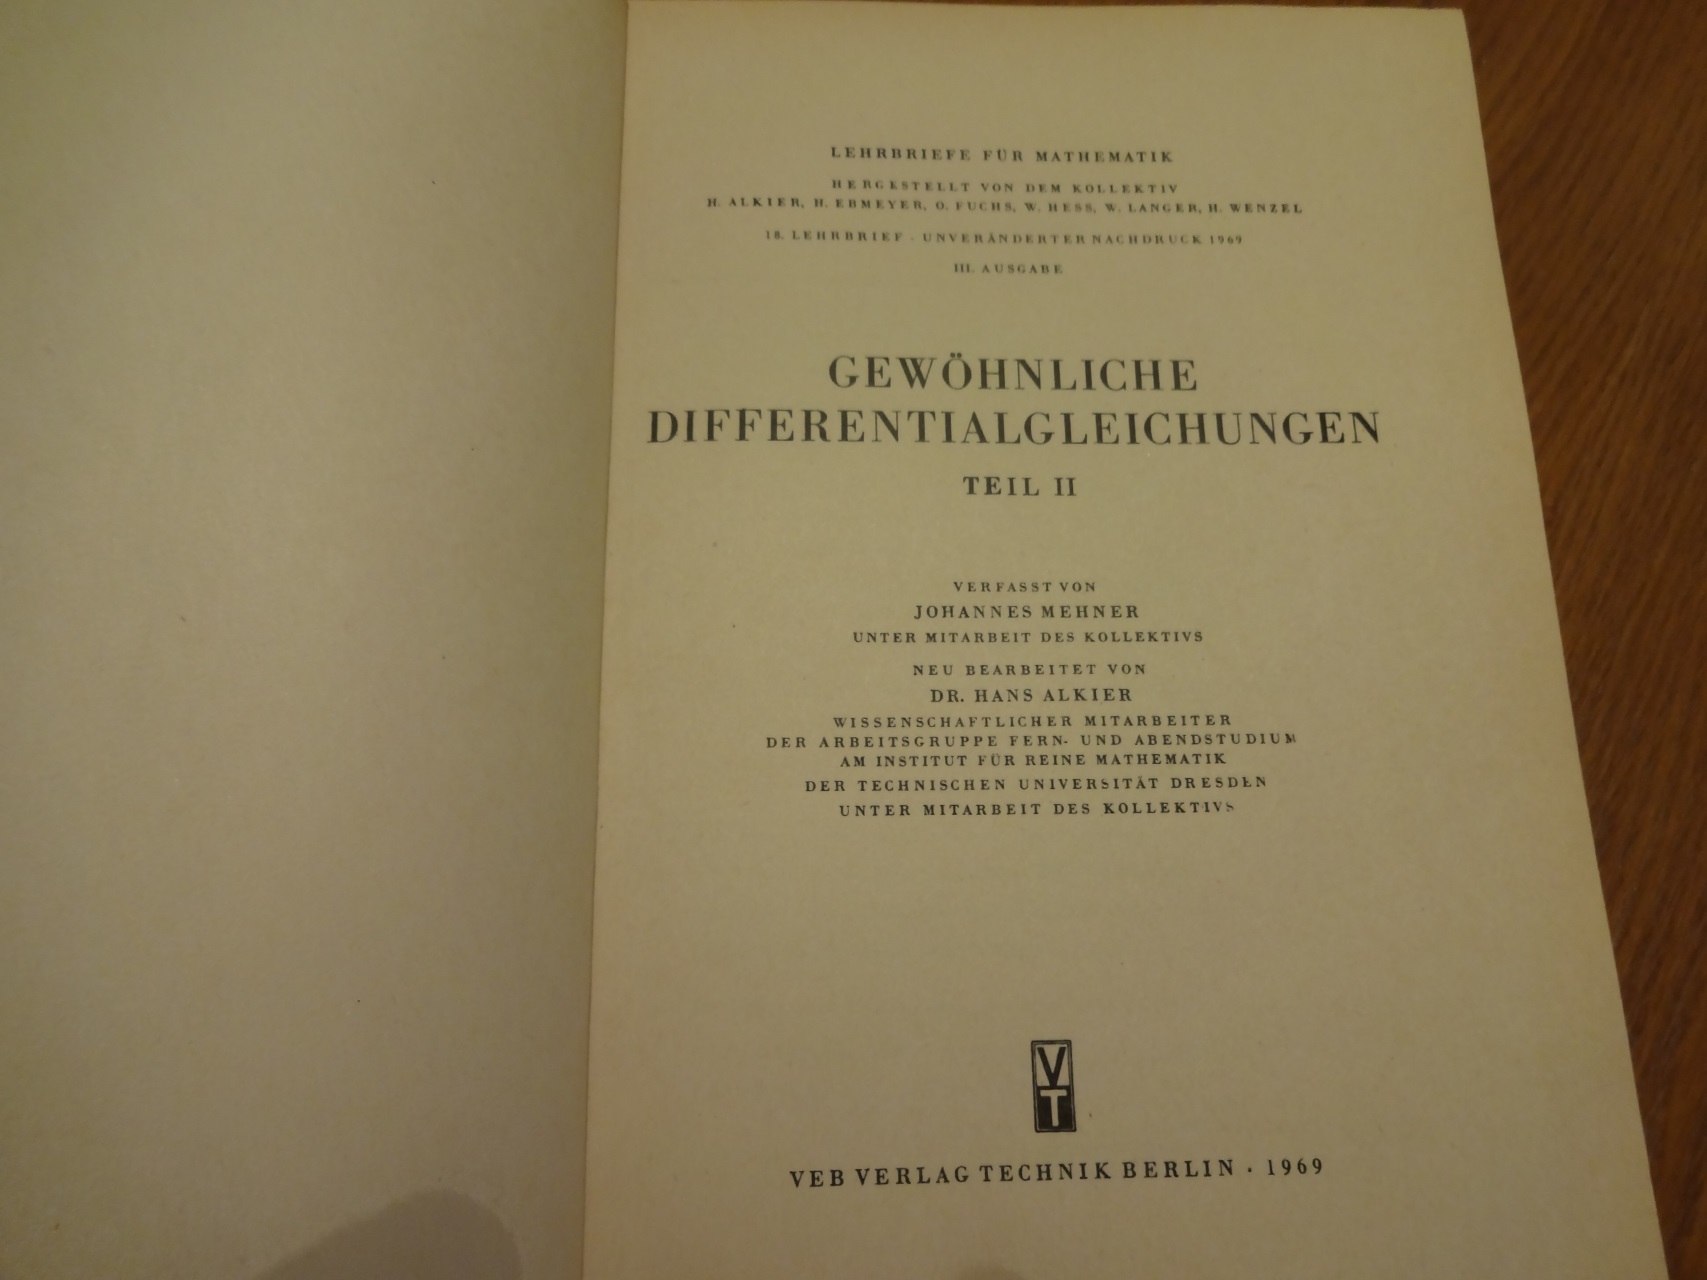 LEHRBRIEFE FÜR MATHEMATIK
HERGESTELLT VON DEM KOLLEKTIV
H. ALKIER, H. EBMEYER, O. FUCHS, W. HESS, W. LANGER, H. WENZEL
18. LEHRBRIEF · UNVERÄNDERTER NACHDRUCK 1969
III. AUSGABE
GEWÖHNLICHE
DIFFERENTIALGLEICHUNGEN
TEIL II
VERFASST VON
JOHANNES MEHNER
UNTER MITARBEIT DES KOLLEKTIVS
NEU BEARBEITET VON
DR. HANS ALKIER
WISSENSCHAFTLICHER MITARBEITER
DER ARBEITSGRUPPE FERN- UND ABENDSTUDIUM
AM INSTITUT FÜR REINE MATHEMATIK
DER TECHNISCHEN UNIVERSITÄT DRESDEN
UNTER MITARBEIT DES KOLLEKTIVS
V
T
VEB VERLAG TECHNIK BERLIN · 1969